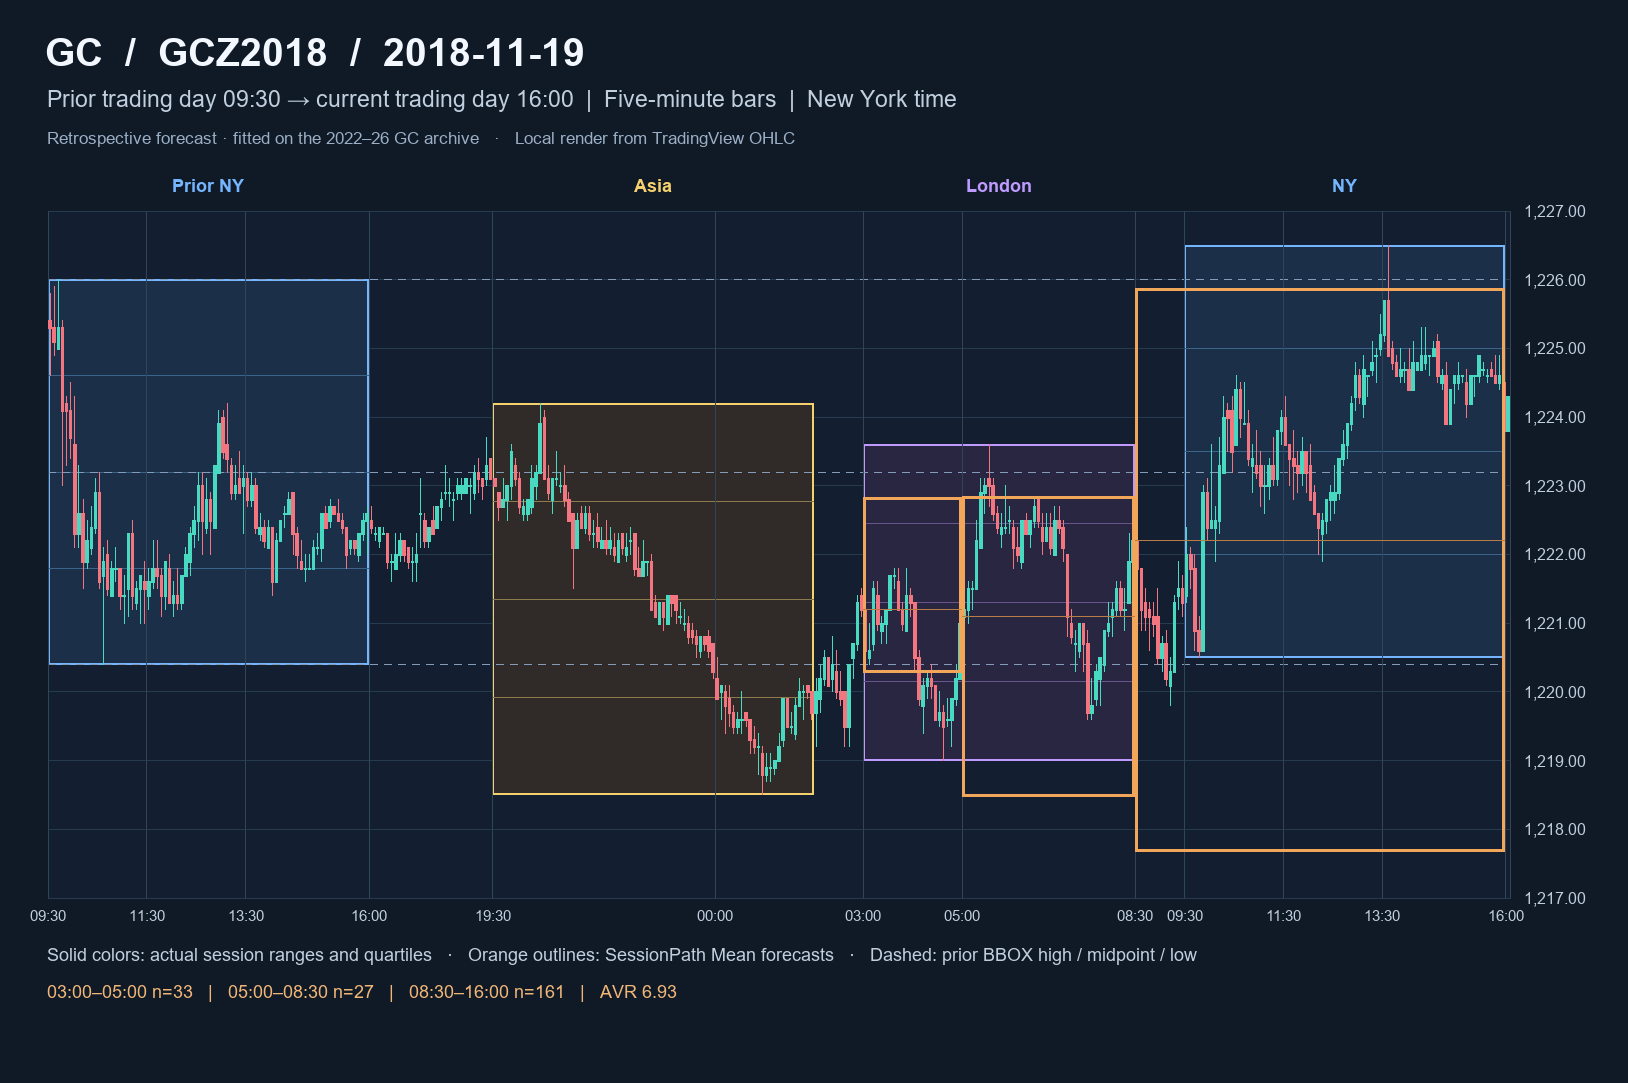 GC / GCZ2018 / 2018-11-19
Prior trading day 09:30 → current trading day 16:00 | Five-minute bars | New York time
Retrospective forecast · fitted on the 2022–26 GC archive · Local render from TradingView OHLC
Prior NY
Asia
London
NY
1,227.00
1,226.00
1,225.00
1,224.00
1,223.00
1,222.00
1,221.00
1,220.00
1,219.00
1,218.00
1,217.00
09:30 11:30 13:30 16:00 19:30 00:00 03:00 05:00 08:30 09:30 11:30 13:30 16:00
Solid colors: actual session ranges and quartiles · Orange outlines: SessionPath Mean forecasts · Dashed: prior BBOX high / midpoint / low
03:00–05:00 n=33 | 05:00–08:30 n=27 | 08:30–16:00 n=161 | AVR 6.93